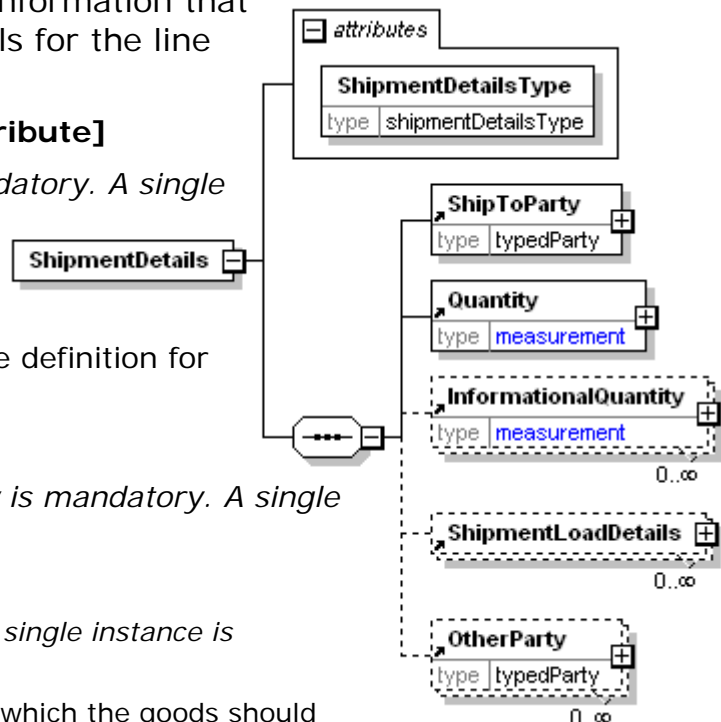 information that
ls for the line
ribute]
datory. A single
e definition for
y is mandatory. A single
single instance is
which the goods should
attributes
ShipmentDetailsType
type shipmentDetailsType
ShipmentDetails
ShipToParty
type typedParty
Quantity
type measurement
InformationalQuantity
type measurement
0..∞
ShipmentLoadDetails
0..∞
OtherParty
type typedParty
0..∞